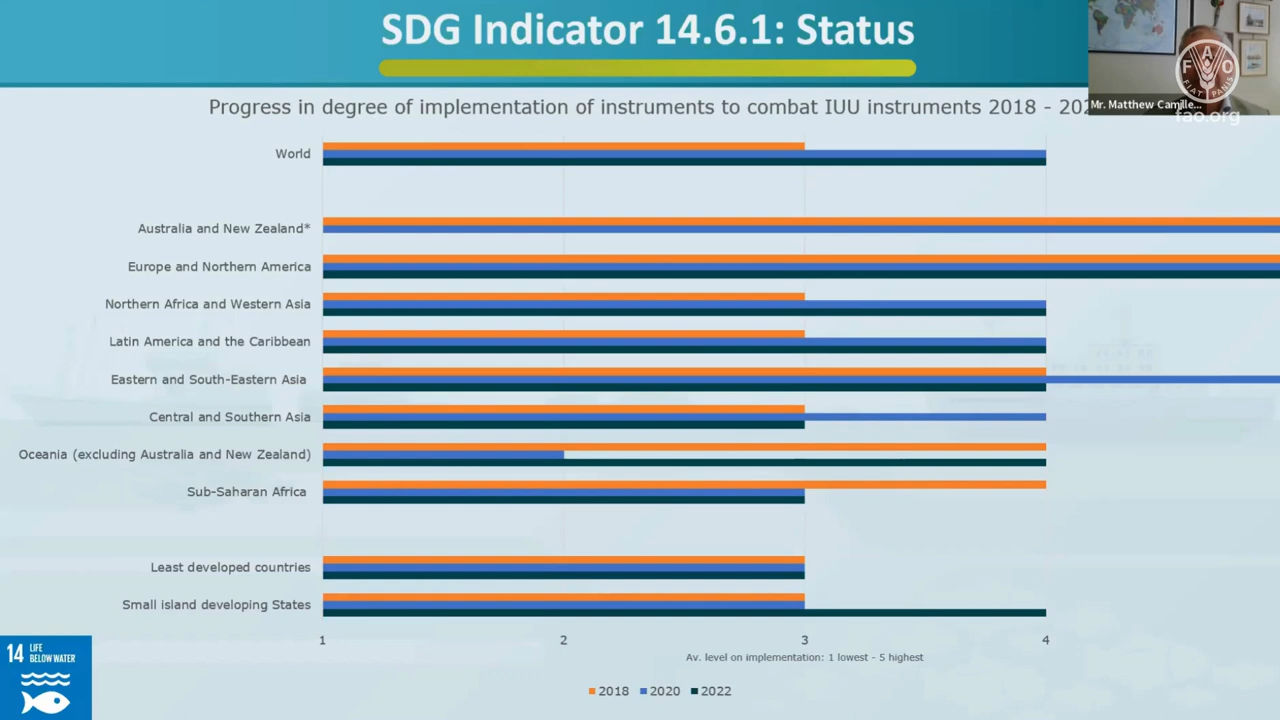 SDG Indicator 14.6.1: Status
Mr. Matthew Camille...
FAO
FIAT PANIS
fao.org
Progress in degree of implementation of instruments to combat IUU instruments 2018 - 202
World
Australia and New Zealand*
Europe and Northern America
Northern Africa and Western Asia
Latin America and the Caribbean
Eastern and South-Eastern Asia
Central and Southern Asia
Oceania (excluding Australia and New Zealand)
Sub-Saharan Africa
Least developed countries
Small island developing States
1 2 3 4
Av. level on implementation: 1 lowest - 5 highest
2018 2020 2022
14 LIFE
BELOW WATER